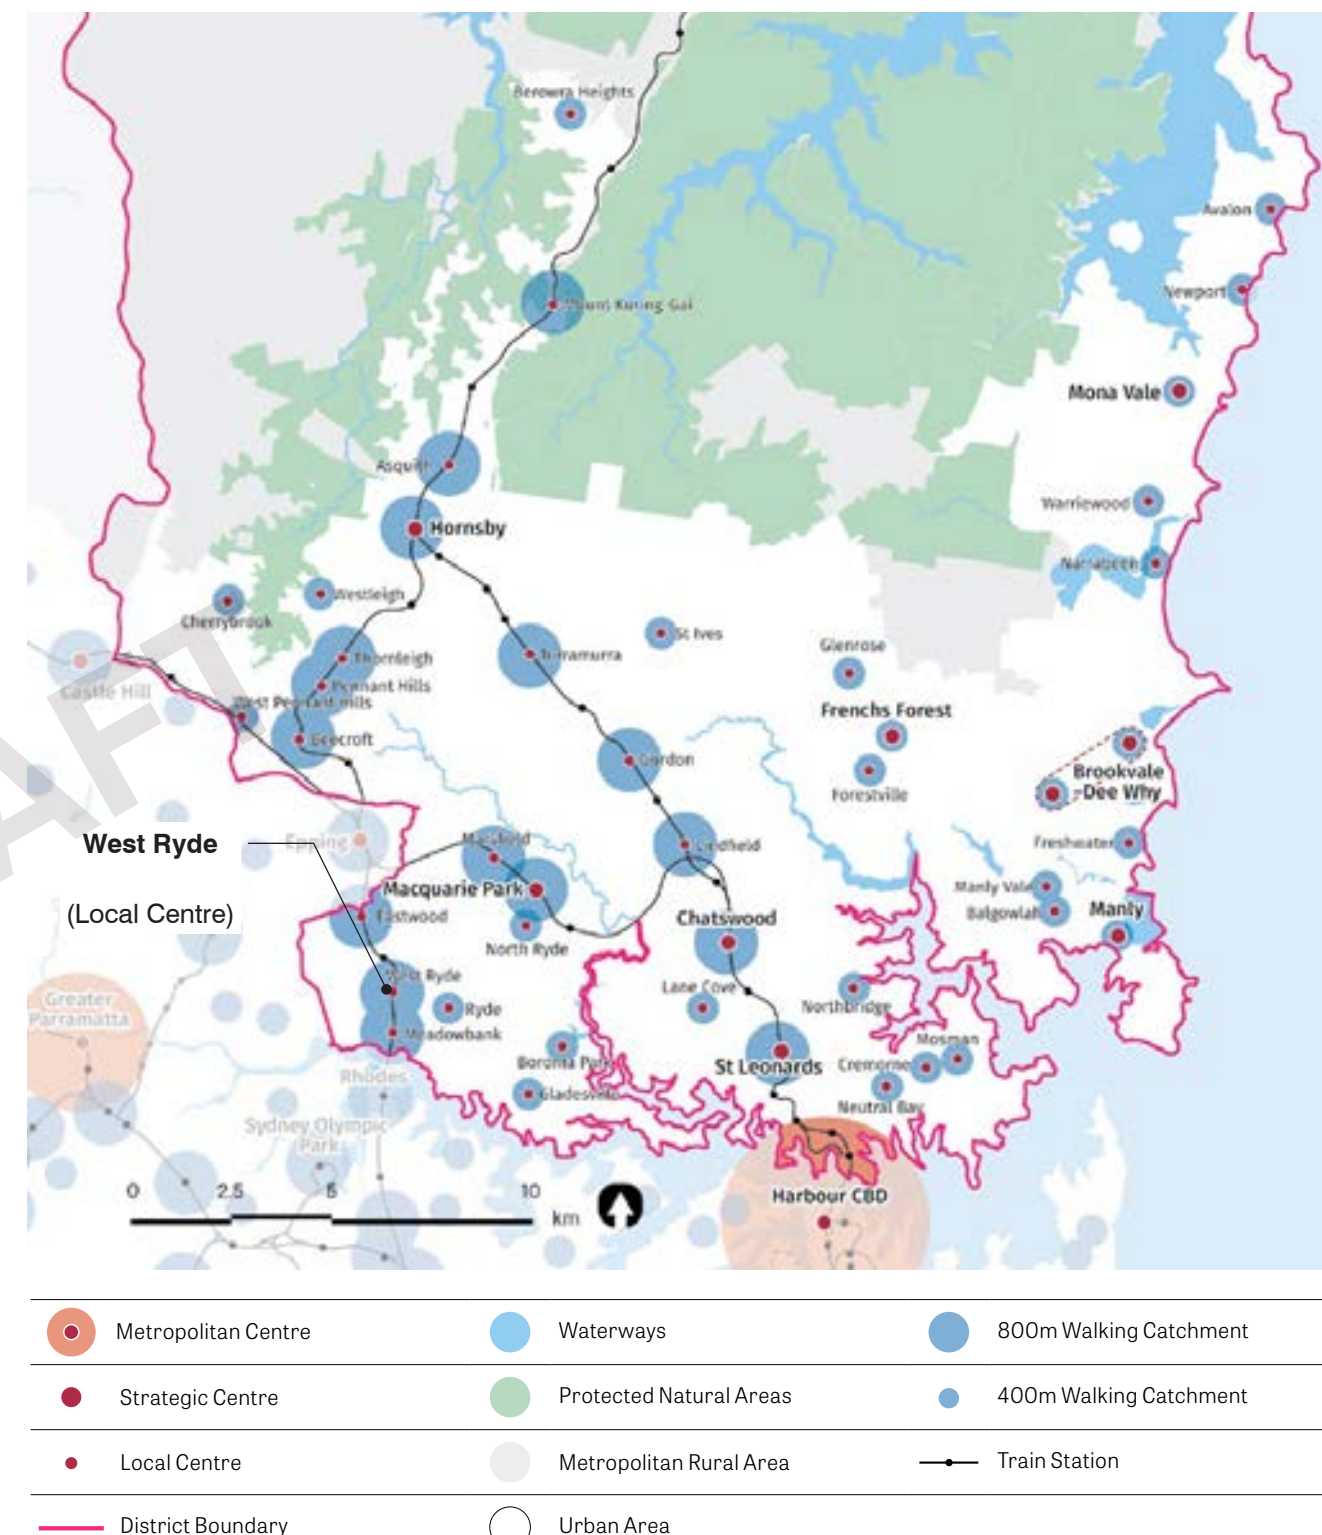 Berowra Heights
Avalon
Mount Kuring-Gai
Newport
Mona Vale
Asquith
Warriewood
Hornsby
Narrabeen
Westleigh
Cherrybrook
St Ives
Glenrose
Thornleigh
Turramurra
Castle Hill
Pennant Hills
West Pennant Hills
Frenchs Forest
Beecroft
Gordon
Forestville
Brookvale
-Dee Why
AFT
West Ryde
(Local Centre)
Epping
Marsfield
Lindfield
Freshwater
Macquarie Park
Manly Vale
Balgowlah
Manly
Eastwood
Chatswood
North Ryde
West Ryde
Ryde
Lane Cove
Northbridge
Greater
Parramatta
Meadowbank
Mosman
Boronia Park
St Leonards
Cremorne
Rhodes
Gladesville
Neutral Bay
Sydney Olympic
Park
0 2.5 5 10
km
Harbour CBD
Metropolitan Centre
Waterways
800m Walking Catchment
Strategic Centre
Protected Natural Areas
400m Walking Catchment
Local Centre
Metropolitan Rural Area
Train Station
District Boundary
Urban Area